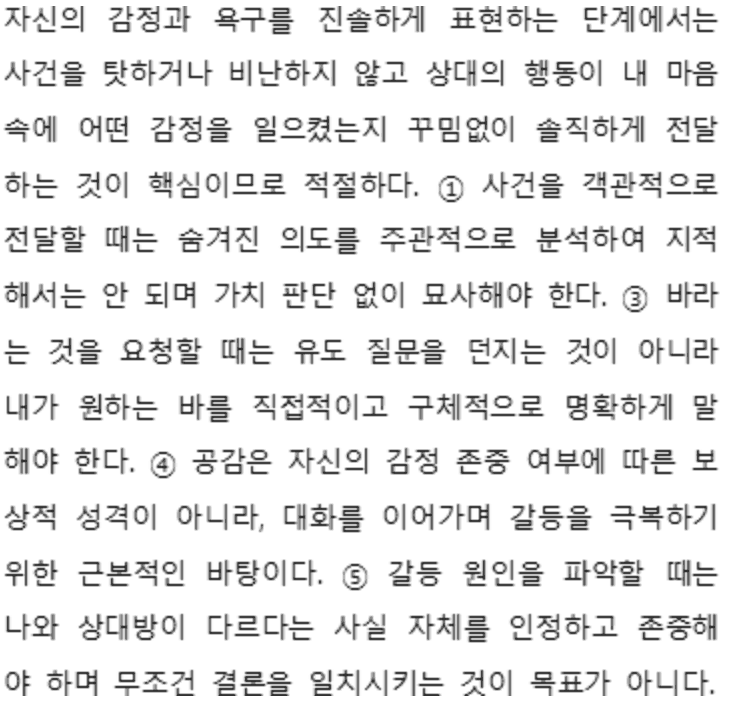 자신의 감정과 욕구를 진솔하게 표현하는 단계에서는
사건을 탓하거나 비난하지 않고 상대의 행동이 내 마음
속에 어떤 감정을 일으켰는지 꾸밈없이 솔직하게 전달
하는 것이 핵심이므로 적절하다. ① 사건을 객관적으로
전달할 때는 숨겨진 의도를 주관적으로 분석하여 지적
해서는 안 되며 가치 판단 없이 묘사해야 한다. ③ 바라
는 것을 요청할 때는 유도 질문을 던지는 것이 아니라
내가 원하는 바를 직접적이고 구체적으로 명확하게 말
해야 한다. ④ 공감은 자신의 감정 존중 여부에 따른 보
상적 성격이 아니라, 대화를 이어가며 갈등을 극복하기
위한 근본적인 바탕이다. ⑤ 갈등 원인을 파악할 때는
나와 상대방이 다르다는 사실 자체를 인정하고 존중해
야 하며 무조건 결론을 일치시키는 것이 목표가 아니다.